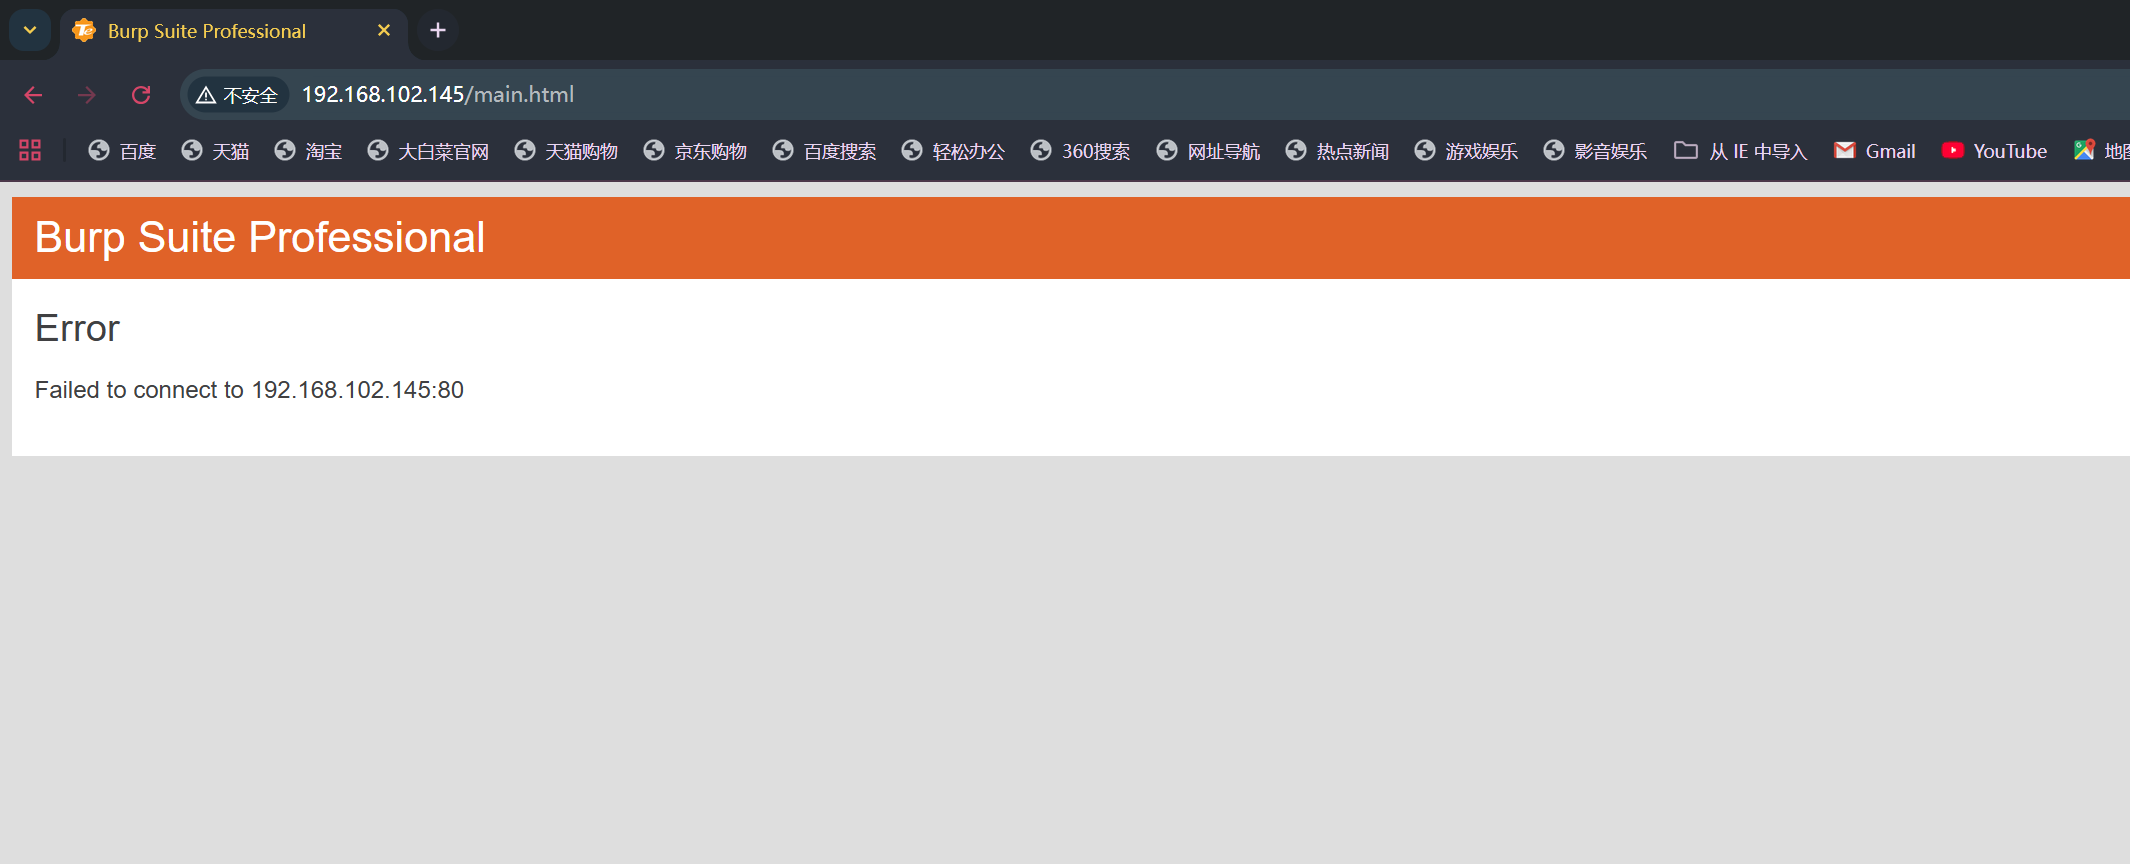 Burp Suite Professional
不安全 192.168.102.145/main.html
百度 天猫 淘宝 大白菜官网 天猫购物 京东购物 百度搜索 轻松办公 360搜索 网址导航 热点新闻 游戏娱乐 影音娱乐 从 IE 中导入 Gmail YouTube 地图
Burp Suite Professional
Error
Failed to connect to 192.168.102.145:80